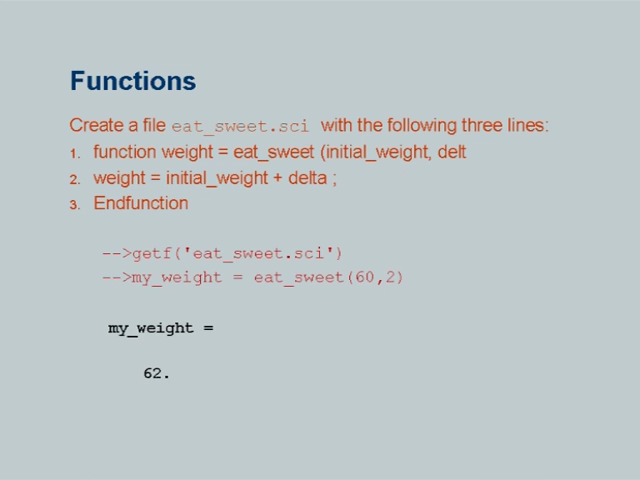 Functions
Create a file eat_sweet.sci with the following three lines:
1. function weight = eat_sweet (initial_weight, delt
2. weight = initial_weight + delta ;
3. Endfunction
-->getf('eat_sweet.sci')
-->my_weight = eat_sweet(60,2)
my_weight =
62.